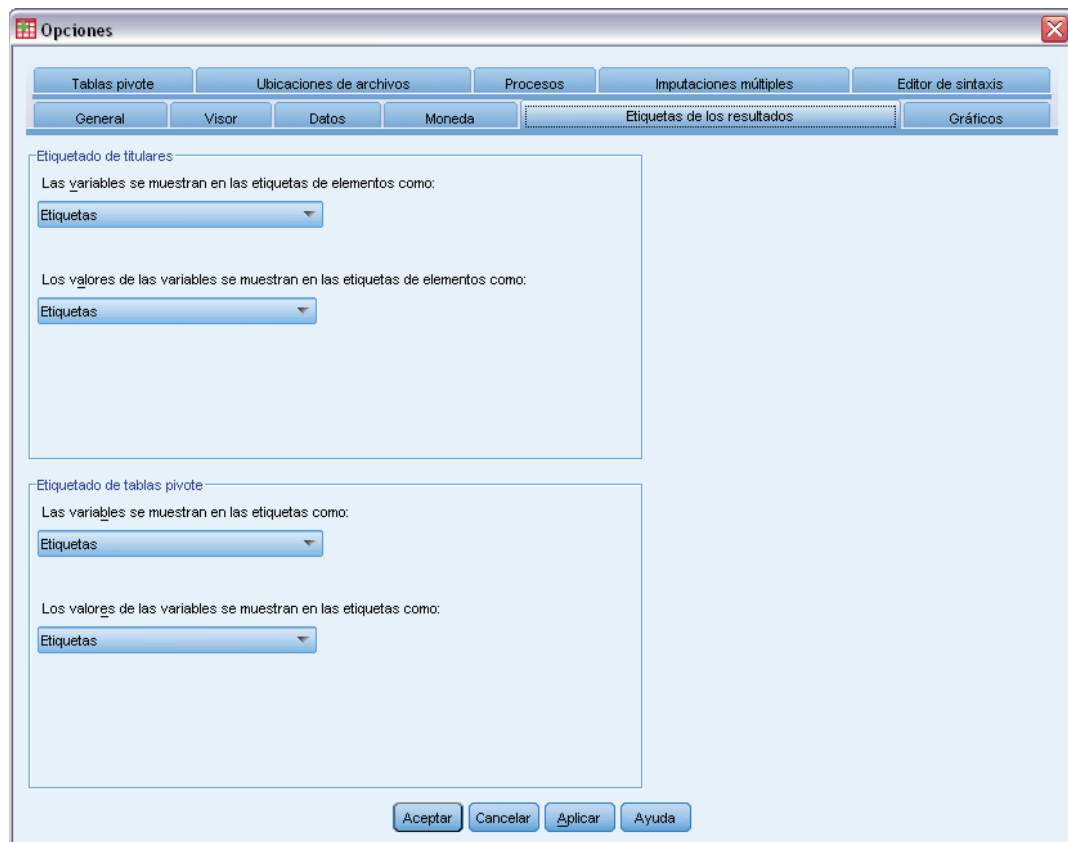 Opciones
Tablas pivote Ubicaciones de archivos Procesos Imputaciones múltiples Editor de sintaxis
General Visor Datos Moneda Etiquetas de los resultados Gráficos
Etiquetado de titulares
Las variables se muestran en las etiquetas de elementos como:
Etiquetas
Los valores de las variables se muestran en las etiquetas de elementos como:
Etiquetas
Etiquetado de tablas pivote
Las variables se muestran en las etiquetas como:
Etiquetas
Los valores de las variables se muestran en las etiquetas como:
Etiquetas
Aceptar Cancelar Aplicar Ayuda